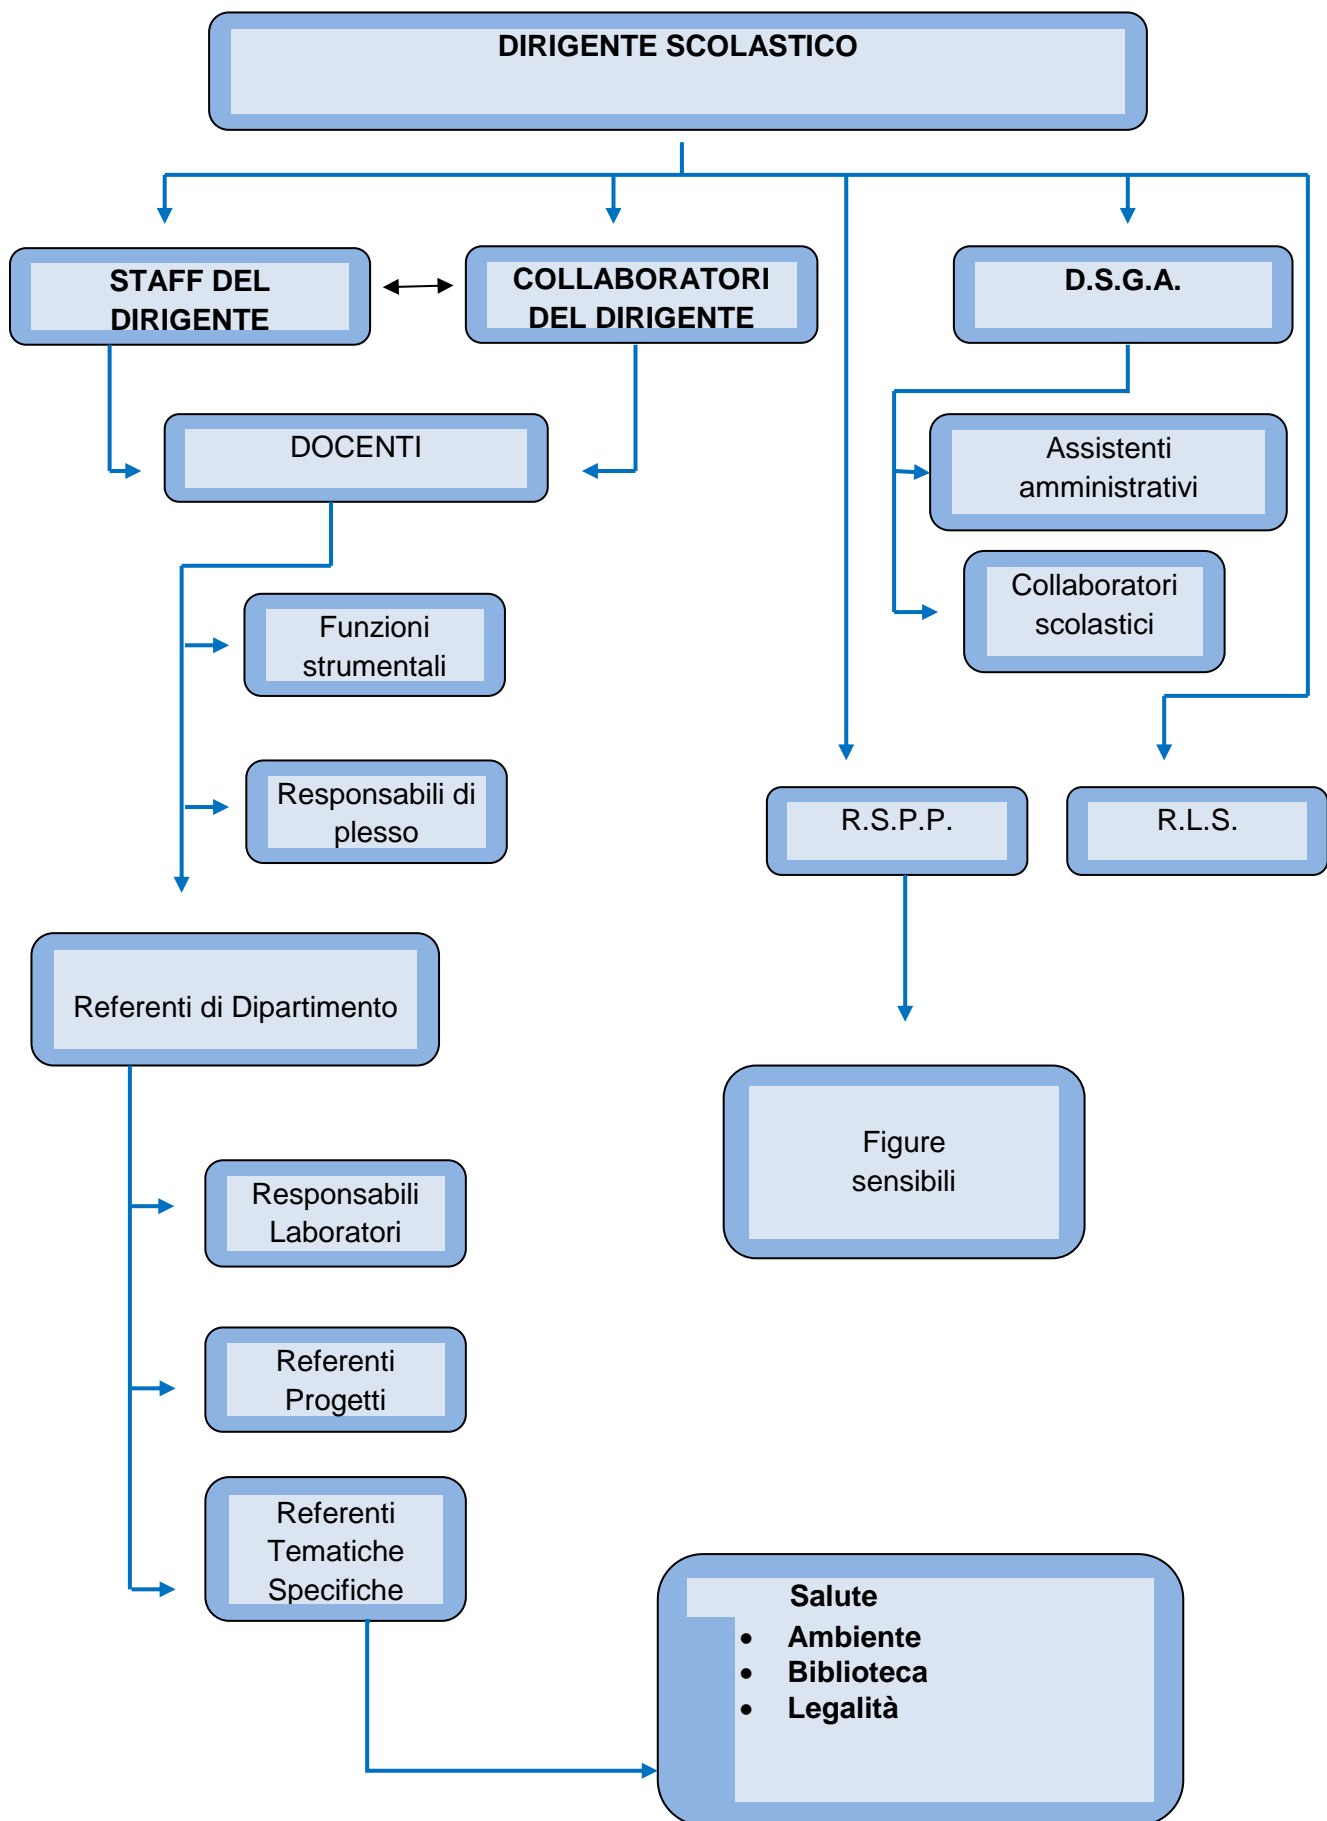 DIRIGENTE SCOLASTICO
STAFF DEL
DIRIGENTE
COLLABORATORI
DEL DIRIGENTE
D.S.G.A.
DOCENTI
Assistenti
amministrativi
Collaboratori
scolastici
Funzioni
strumentali
Responsabili di
plesso
R.S.P.P.
R.L.S.
Referenti di Dipartimento
Figure
sensibili
Responsabili
Laboratori
Referenti
Progetti
Referenti
Tematiche
Specifiche
Salute
• Ambiente
• Biblioteca
• Legalità